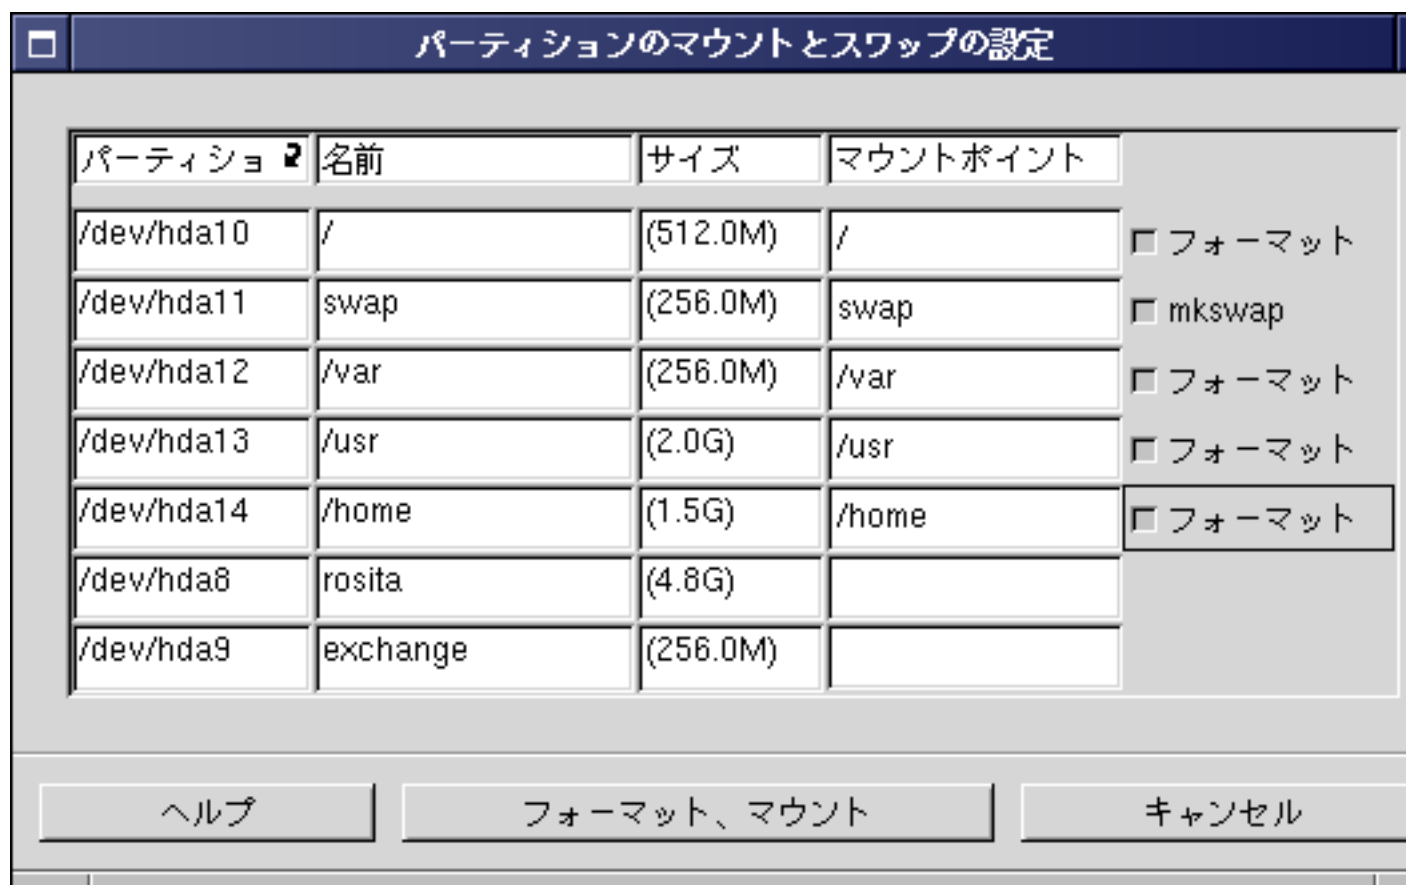 パーティションのマウントとスワップの設定
パーティショ 名前 サイズ マウントポイント
/dev/hda10 / (512.0M) / フォーマット
/dev/hda11 swap (256.0M) swap mkswap
/dev/hda12 /var (256.0M) /var フォーマット
/dev/hda13 /usr (2.0G) /usr フォーマット
/dev/hda14 /home (1.5G) /home フォーマット
/dev/hda8 rosita (4.8G)
/dev/hda9 exchange (256.0M)
ヘルプ フォーマット、マウント キャンセル